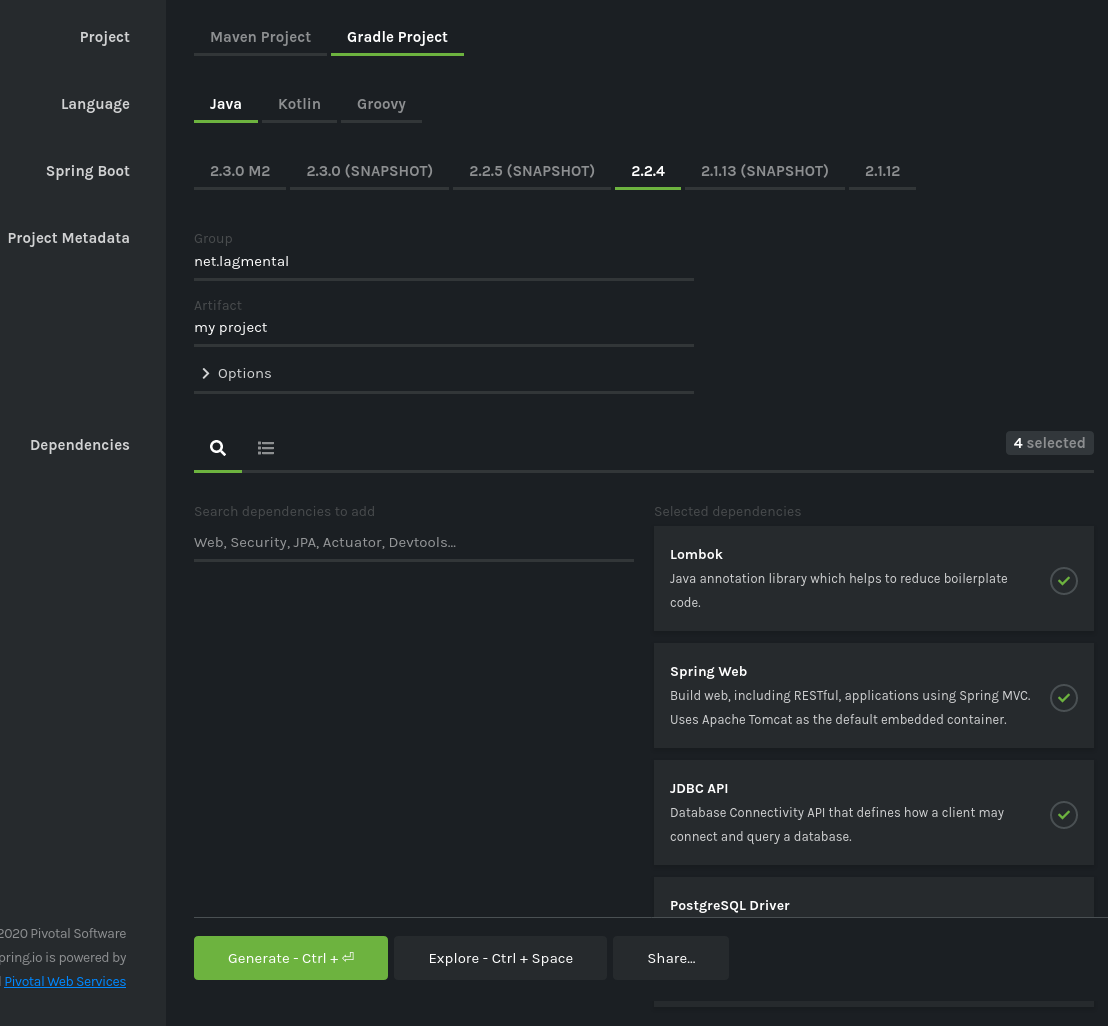 Project
Maven Project
Gradle Project
Language
Java
Kotlin
Groovy
Spring Boot
2.3.0 M2
2.3.0 (SNAPSHOT)
2.2.5 (SNAPSHOT)
2.2.4
2.1.13 (SNAPSHOT)
2.1.12
Project Metadata
Group
net.lagmental
Artifact
my project
Options
Dependencies
4 selected
Search dependencies to add
Web, Security, JPA, Actuator, Devtools...
Selected dependencies
Lombok
Java annotation library which helps to reduce boilerplate
code.
Spring Web
Build web, including RESTful, applications using Spring MVC.
Uses Apache Tomcat as the default embedded container.
JDBC API
Database Connectivity API that defines how a client may
connect and query a database.
PostgreSQL Driver
2020 Pivotal Software
pring.io is powered by
Pivotal Web Services
Generate - Ctrl + ⏎
Explore - Ctrl + Space
Share...